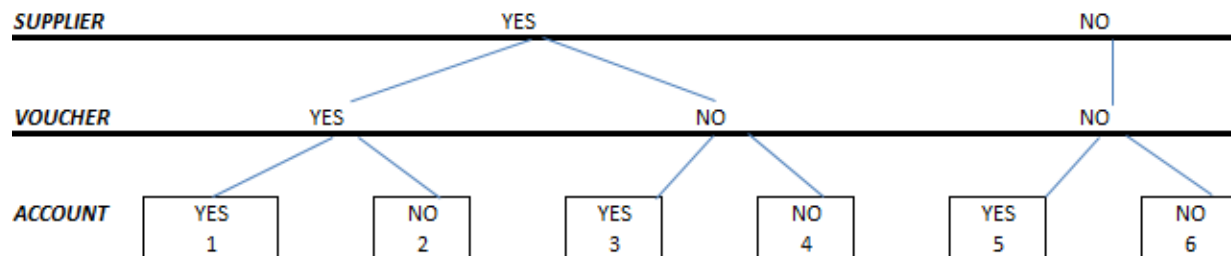 SUPPLIER YES NO
VOUCHER YES NO NO
ACCOUNT YES NO YES NO YES NO
1 2 3 4 5 6